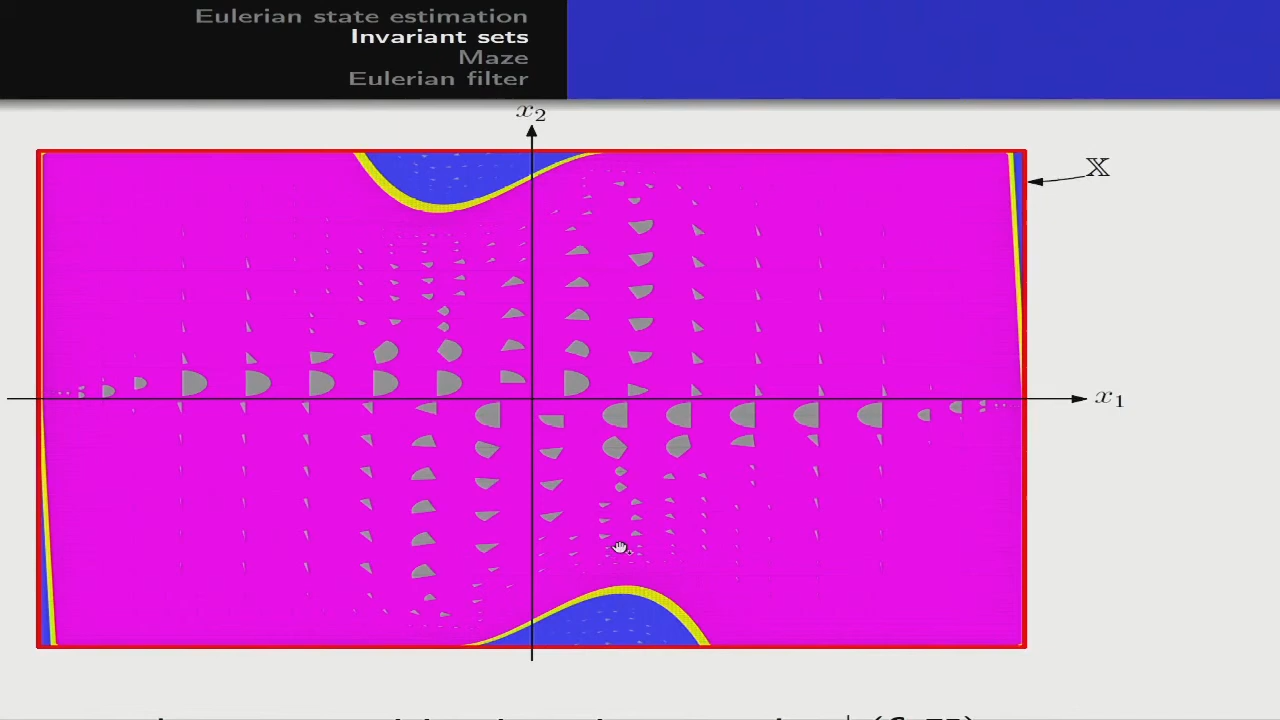 Eulerian state estimation
Invariant sets
Maze
Eulerian filter
x₂
𝕏
x₁